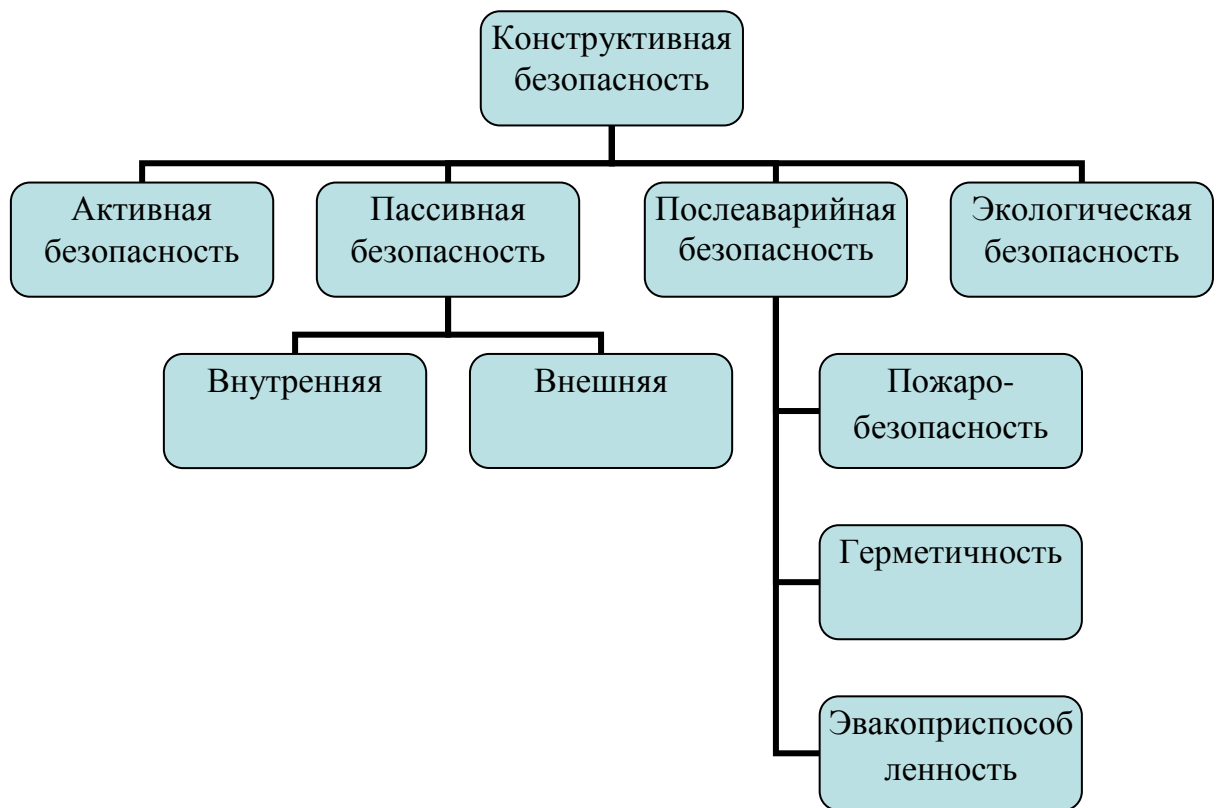 Конструктивная
безопасность
Активная
безопасность
Пассивная
безопасность
Послеаварийная
безопасность
Экологическая
безопасность
Внутренняя
Внешняя
Пожаро-
безопасность
Герметичность
Эвакоприспособ
ленность